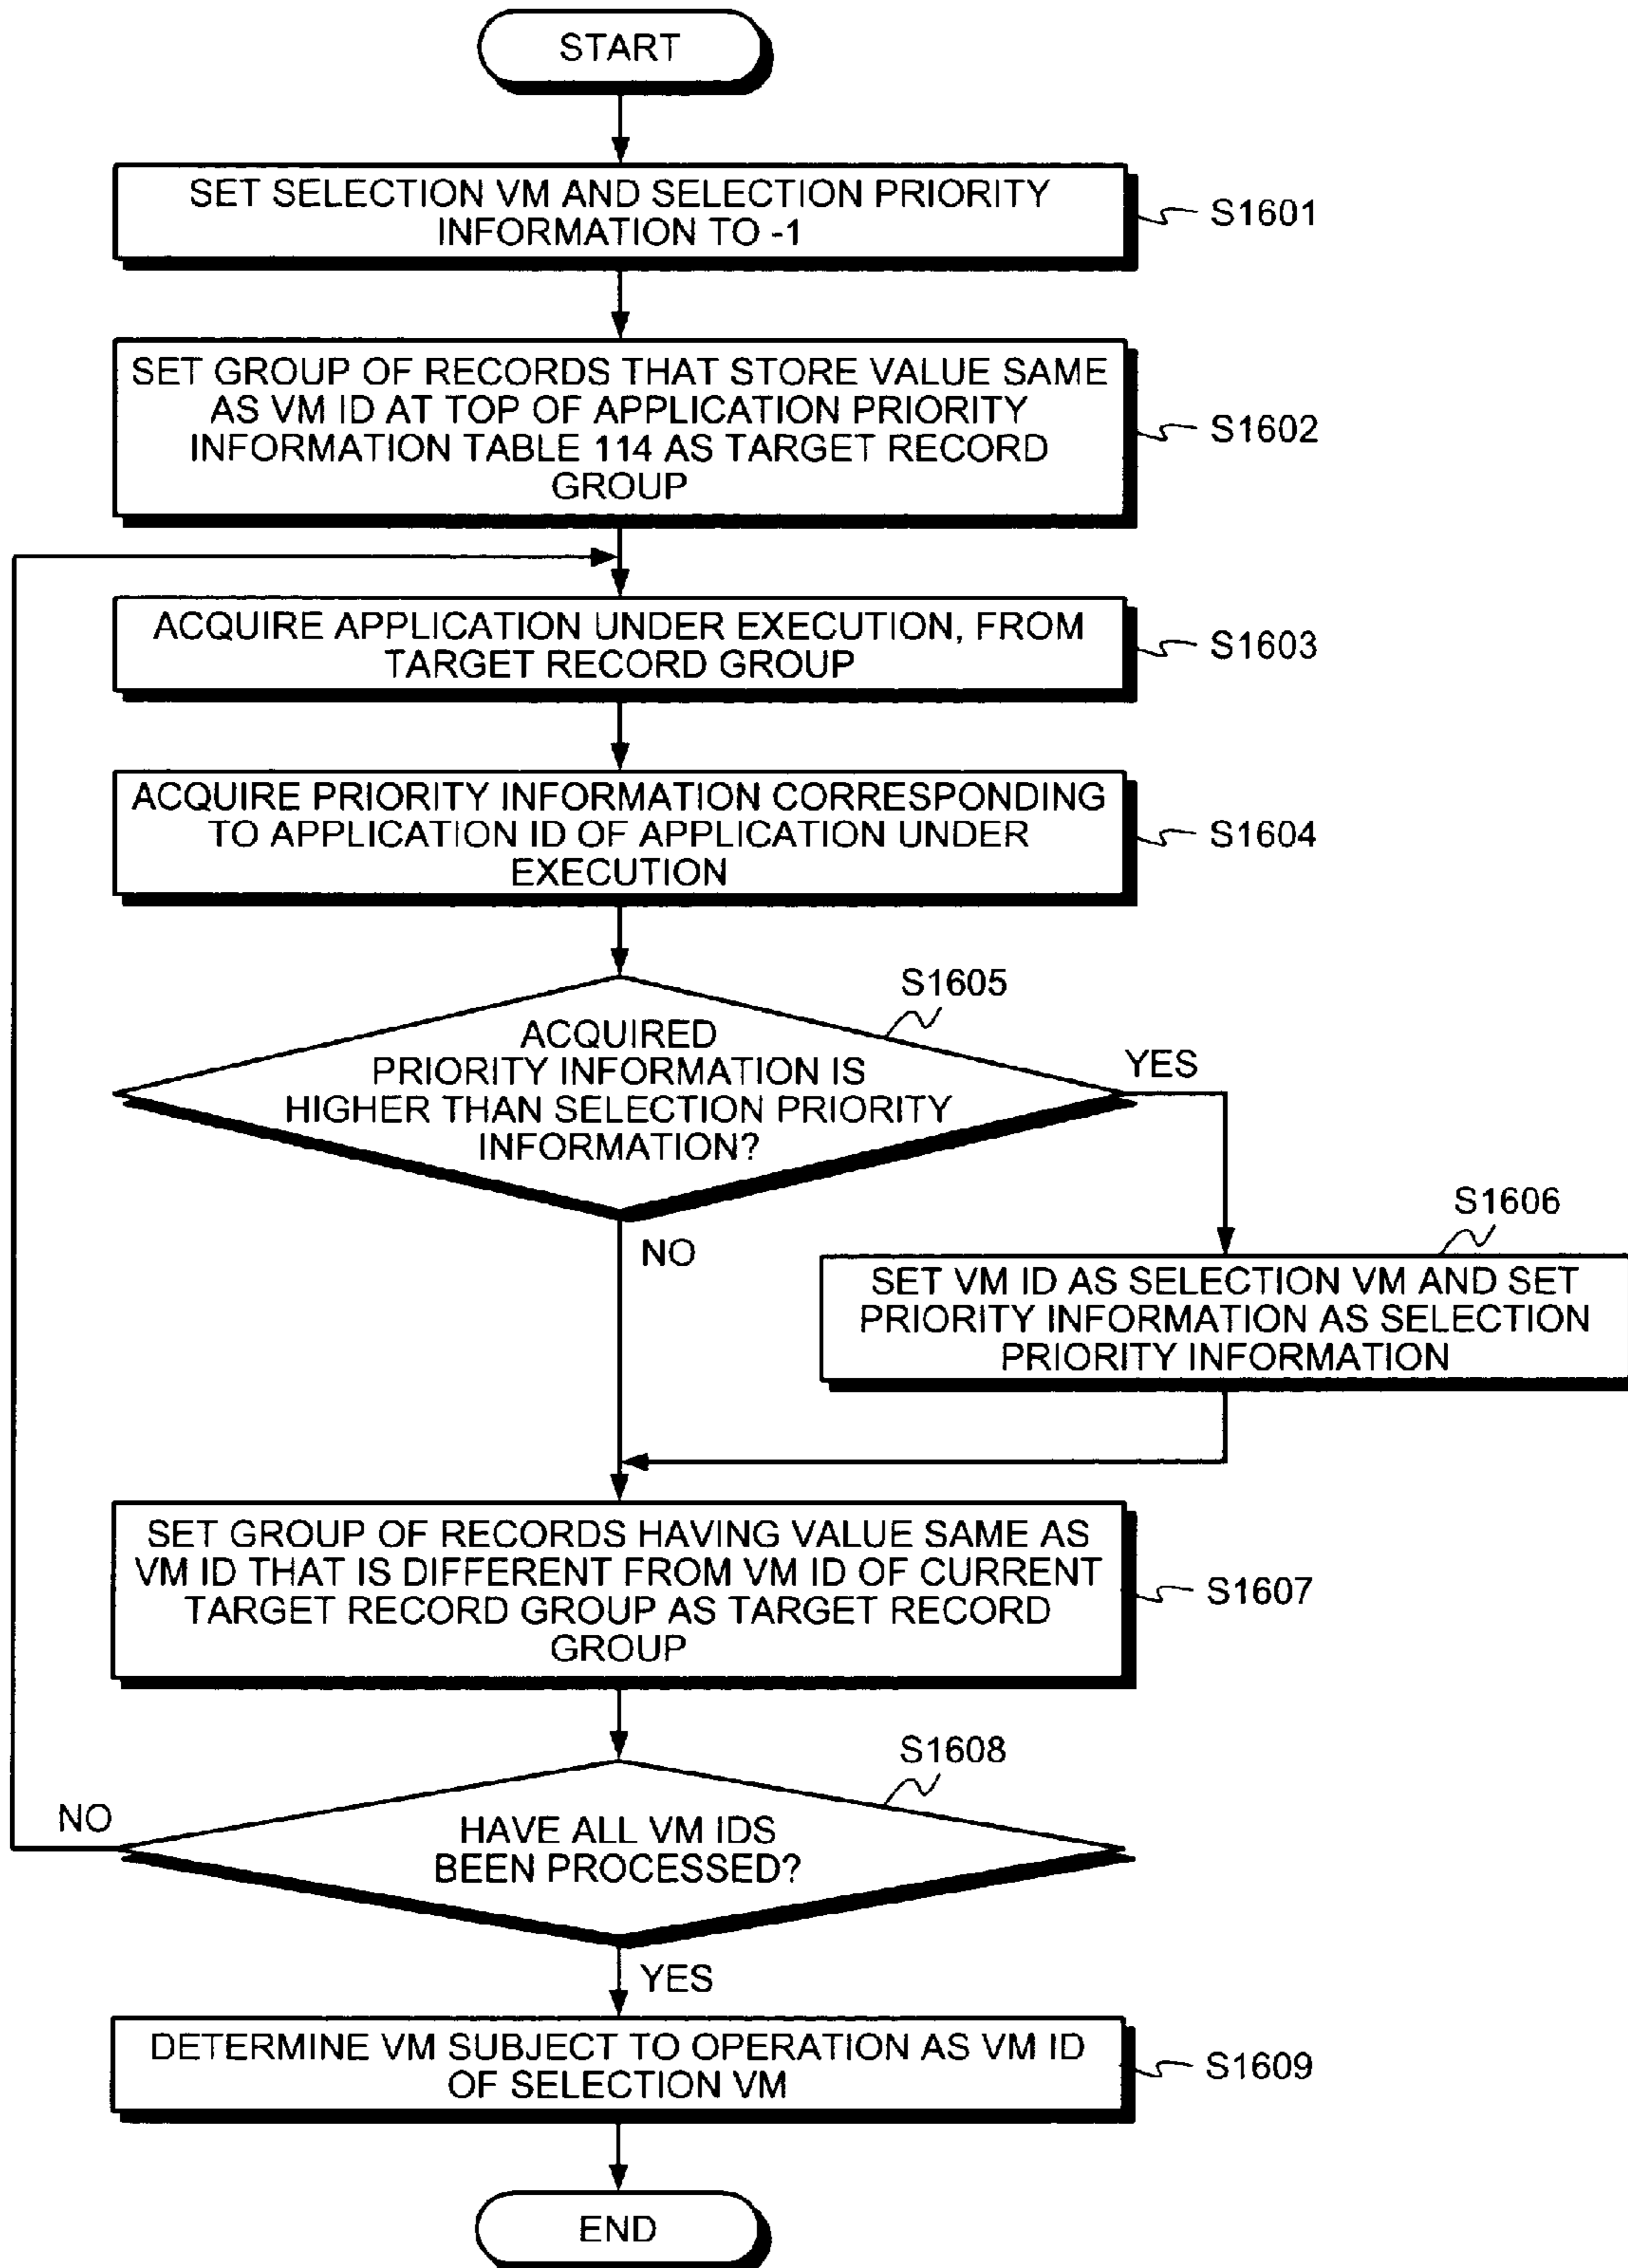 START
SET SELECTION VM AND SELECTION PRIORITY
INFORMATION TO -1
S1601
SET GROUP OF RECORDS THAT STORE VALUE SAME
AS VM ID AT TOP OF APPLICATION PRIORITY
INFORMATION TABLE 114 AS TARGET RECORD
GROUP
S1602
ACQUIRE APPLICATION UNDER EXECUTION, FROM
TARGET RECORD GROUP
S1603
ACQUIRE PRIORITY INFORMATION CORRESPONDING
TO APPLICATION ID OF APPLICATION UNDER
EXECUTION
S1604
S1605
ACQUIRED
PRIORITY INFORMATION IS
HIGHER THAN SELECTION PRIORITY
INFORMATION?
YES
NO
S1606
SET VM ID AS SELECTION VM AND SET
PRIORITY INFORMATION AS SELECTION
PRIORITY INFORMATION
SET GROUP OF RECORDS HAVING VALUE SAME AS
VM ID THAT IS DIFFERENT FROM VM ID OF CURRENT
TARGET RECORD GROUP AS TARGET RECORD
GROUP
S1607
S1608
HAVE ALL VM IDS
BEEN PROCESSED?
NO
YES
DETERMINE VM SUBJECT TO OPERATION AS VM ID
OF SELECTION VM
S1609
END